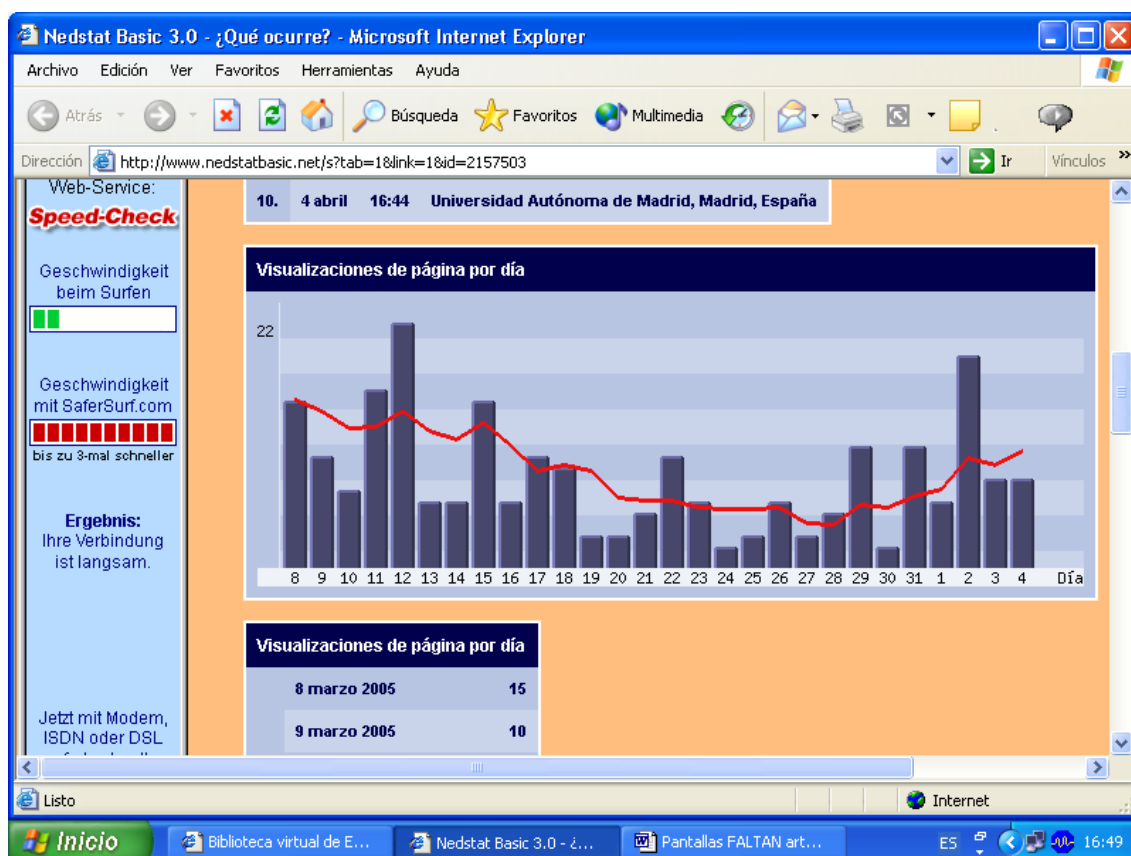 Nedstat Basic 3.0 - ¿Qué ocurre? - Microsoft Internet Explorer
Archivo Edición Ver Favoritos Herramientas Ayuda
Atrás Búsqueda Favoritos Multimedia
Dirección http://www.nedstatbasic.net/s?tab=1&link=1&id=2157503 Ir Vínculos »
Web-Service:
Speed-Check
Geschwindigkeit
beim Surfen
Geschwindigkeit
mit SaferSurf.com
bis zu 3-mal schneller
Ergebnis:
Ihre Verbindung
ist langsam.
Jetzt mit Modem,
ISDN oder DSL
10. 4 abril 16:44 Universidad Autónoma de Madrid, Madrid, España
Visualizaciones de página por día
22
8 9 10 11 12 13 14 15 16 17 18 19 20 21 22 23 24 25 26 27 28 29 30 31 1 2 3 4 Día
Visualizaciones de página por día
8 marzo 2005 15
9 marzo 2005 10
Listo Internet
Inicio Biblioteca virtual de E... Nedstat Basic 3.0 - ¿... Pantallas FALTAN art... ES 16:49